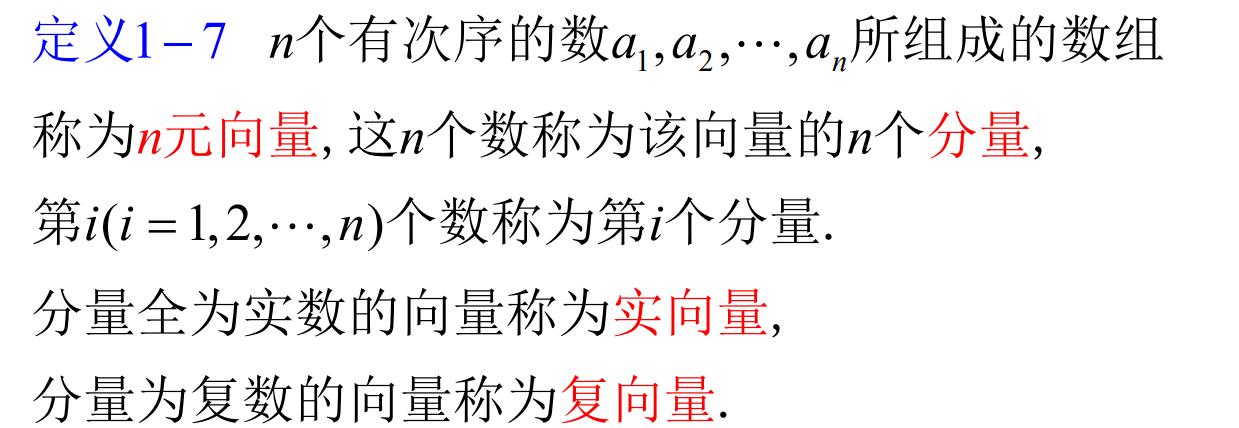 定义1－7 n个有次序的数a₁,a₂,⋯,aₙ所组成的数组
称为n元向量, 这n个数称为该向量的n个分量,
第i(i = 1,2,⋯,n)个数称为第i个分量.
分量全为实数的向量称为实向量,
分量为复数的向量称为复向量.